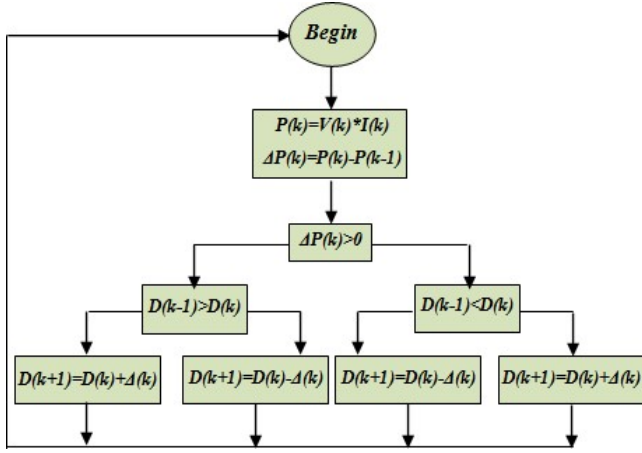 Begin
P(k)=V(k)*I(k)
ΔP(k)=P(k)-P(k-1)
ΔP(k)>0
D(k-1)>D(k)
D(k-1)<D(k)
D(k+1)=D(k)+Δ(k)
D(k+1)=D(k)-Δ(k)
D(k+1)=D(k)-Δ(k)
D(k+1)=D(k)+Δ(k)